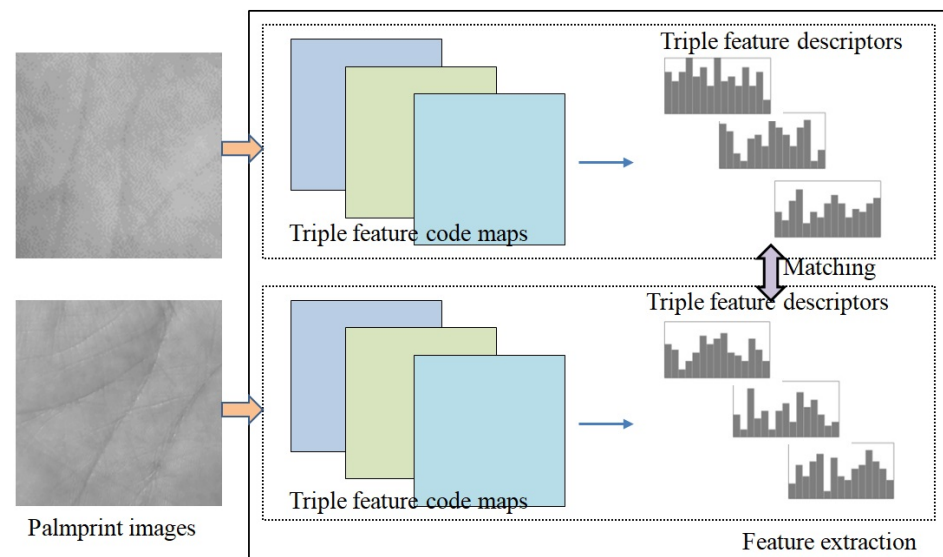 Triple feature descriptors
Triple feature code maps
Matching
Triple feature descriptors
Triple feature code maps
Palmprint images
Feature extraction